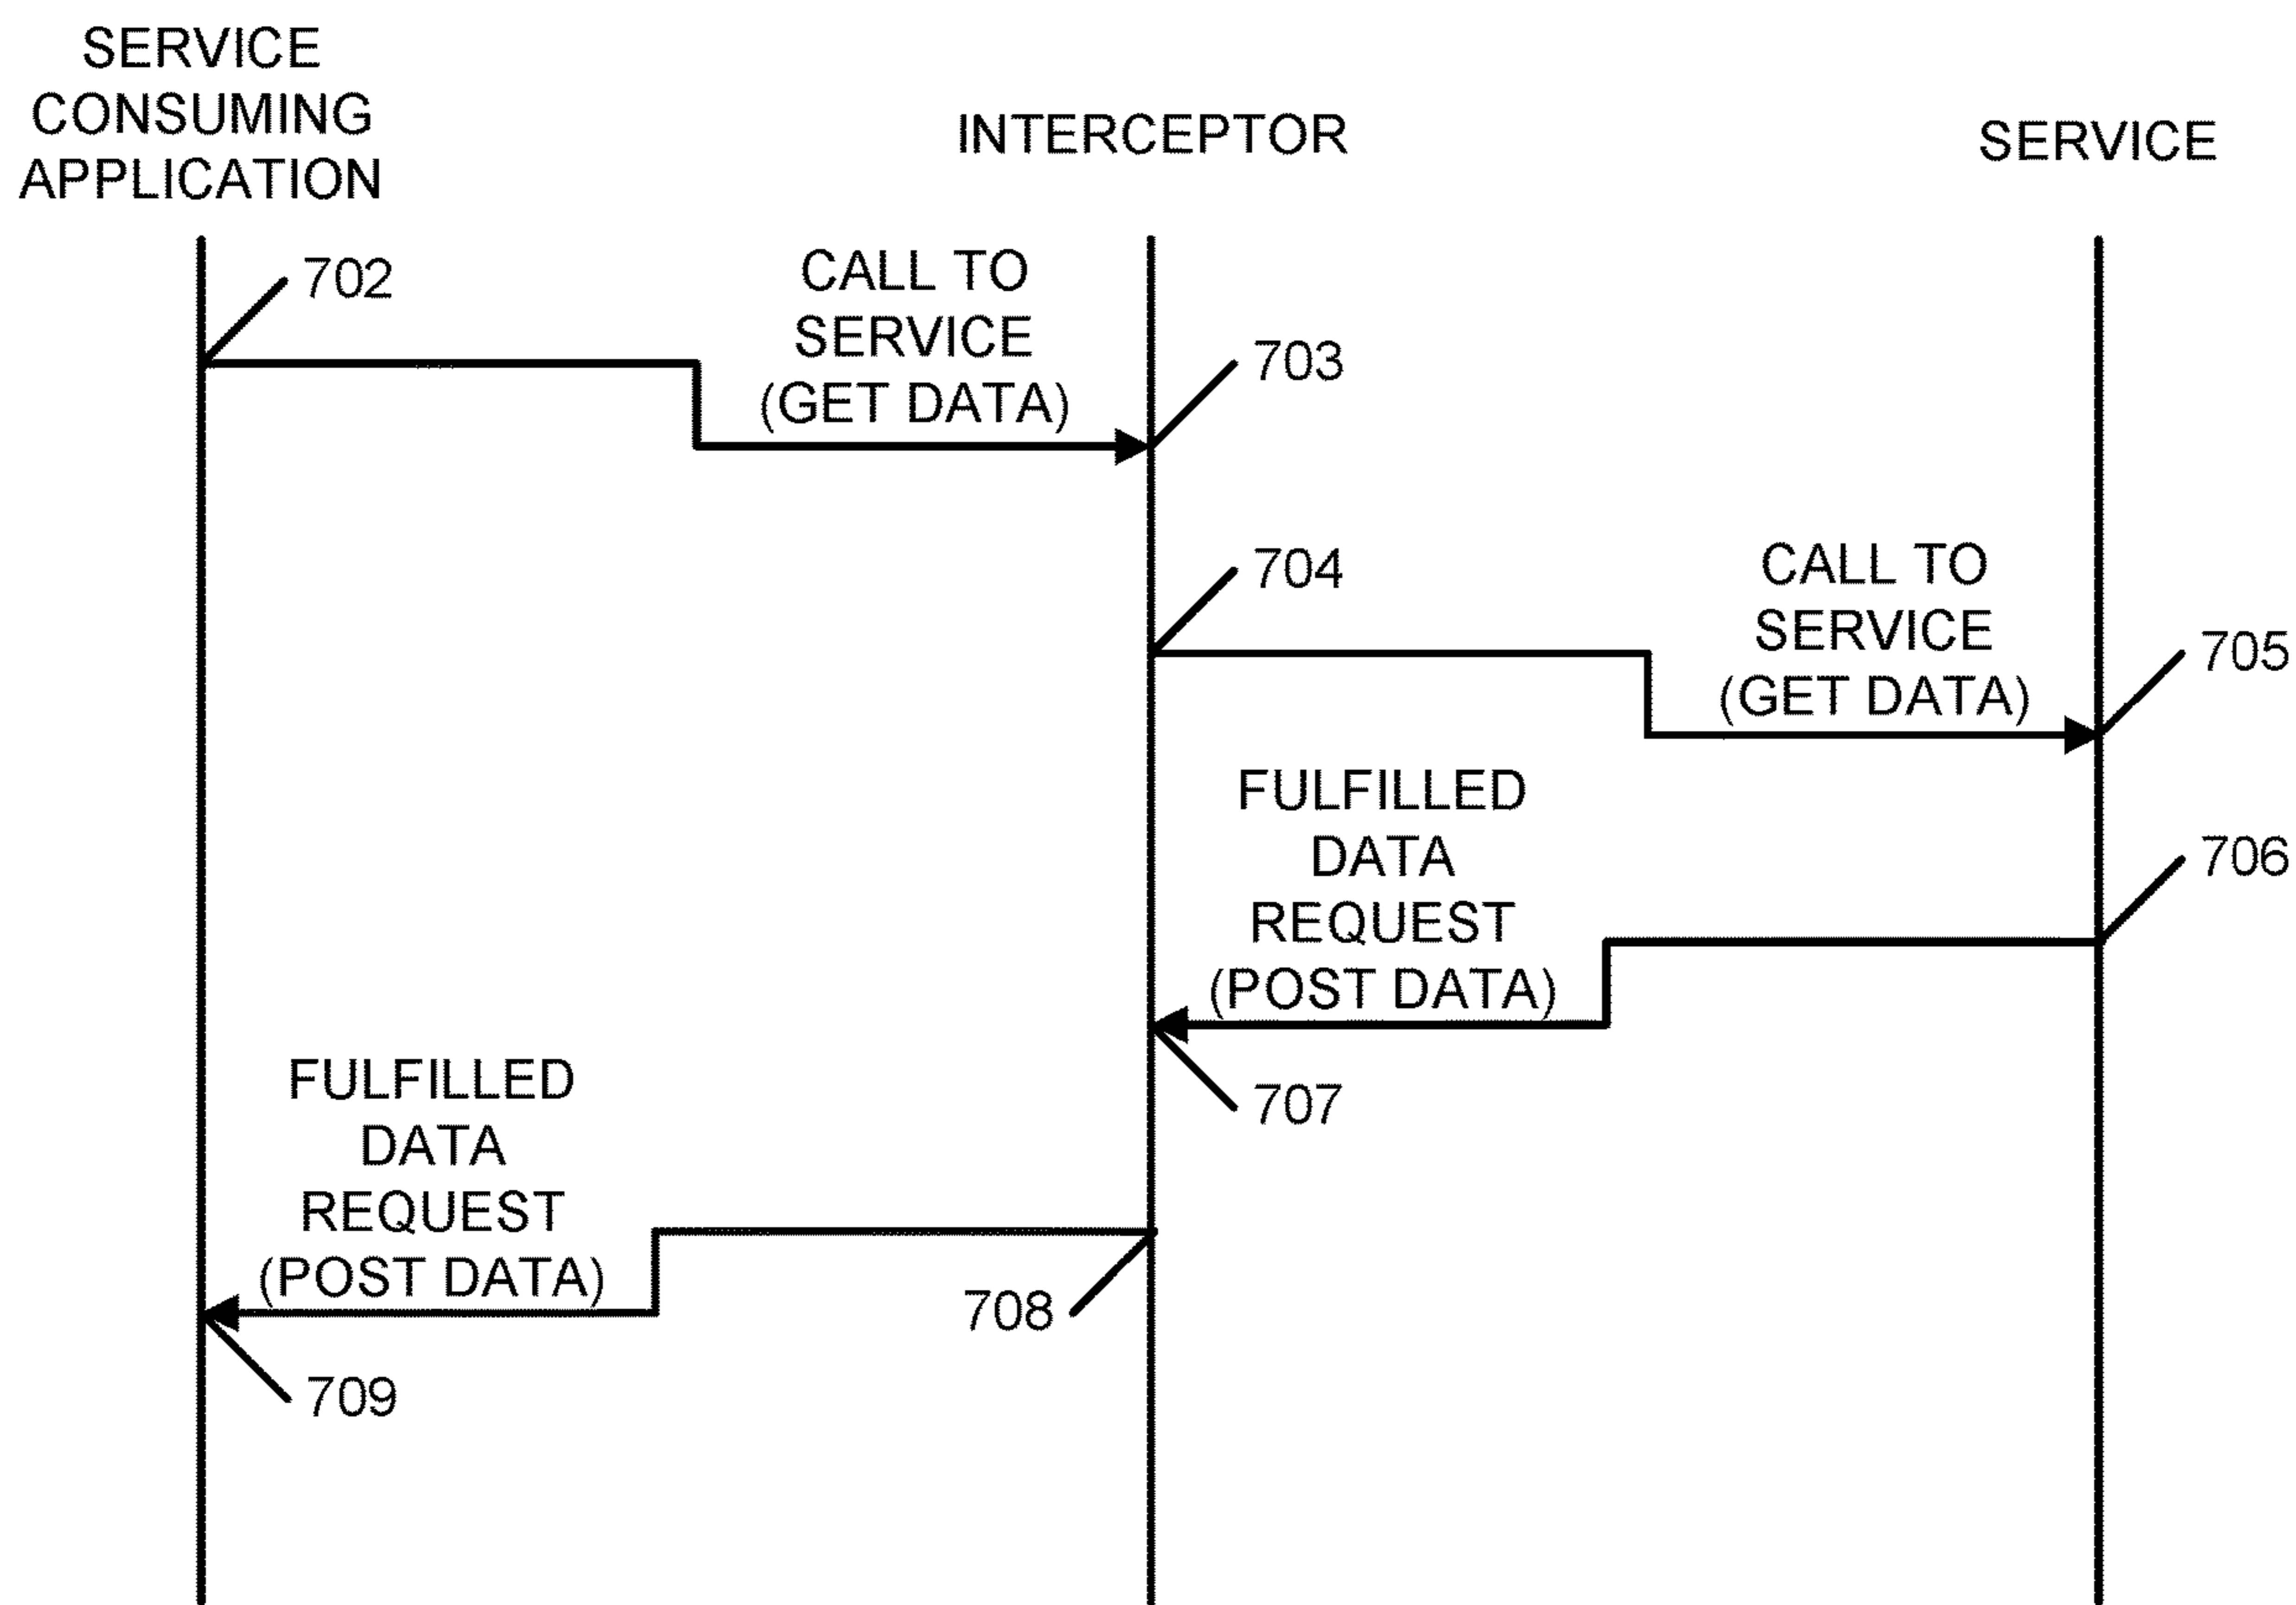 SERVICE
CONSUMING
APPLICATION
INTERCEPTOR
SERVICE
702
CALL TO
SERVICE
(GET DATA)
703
704
CALL TO
SERVICE
(GET DATA)
705
FULFILLED
DATA
REQUEST
(POST DATA)
706
707
FULFILLED
DATA
REQUEST
(POST DATA)
708
709